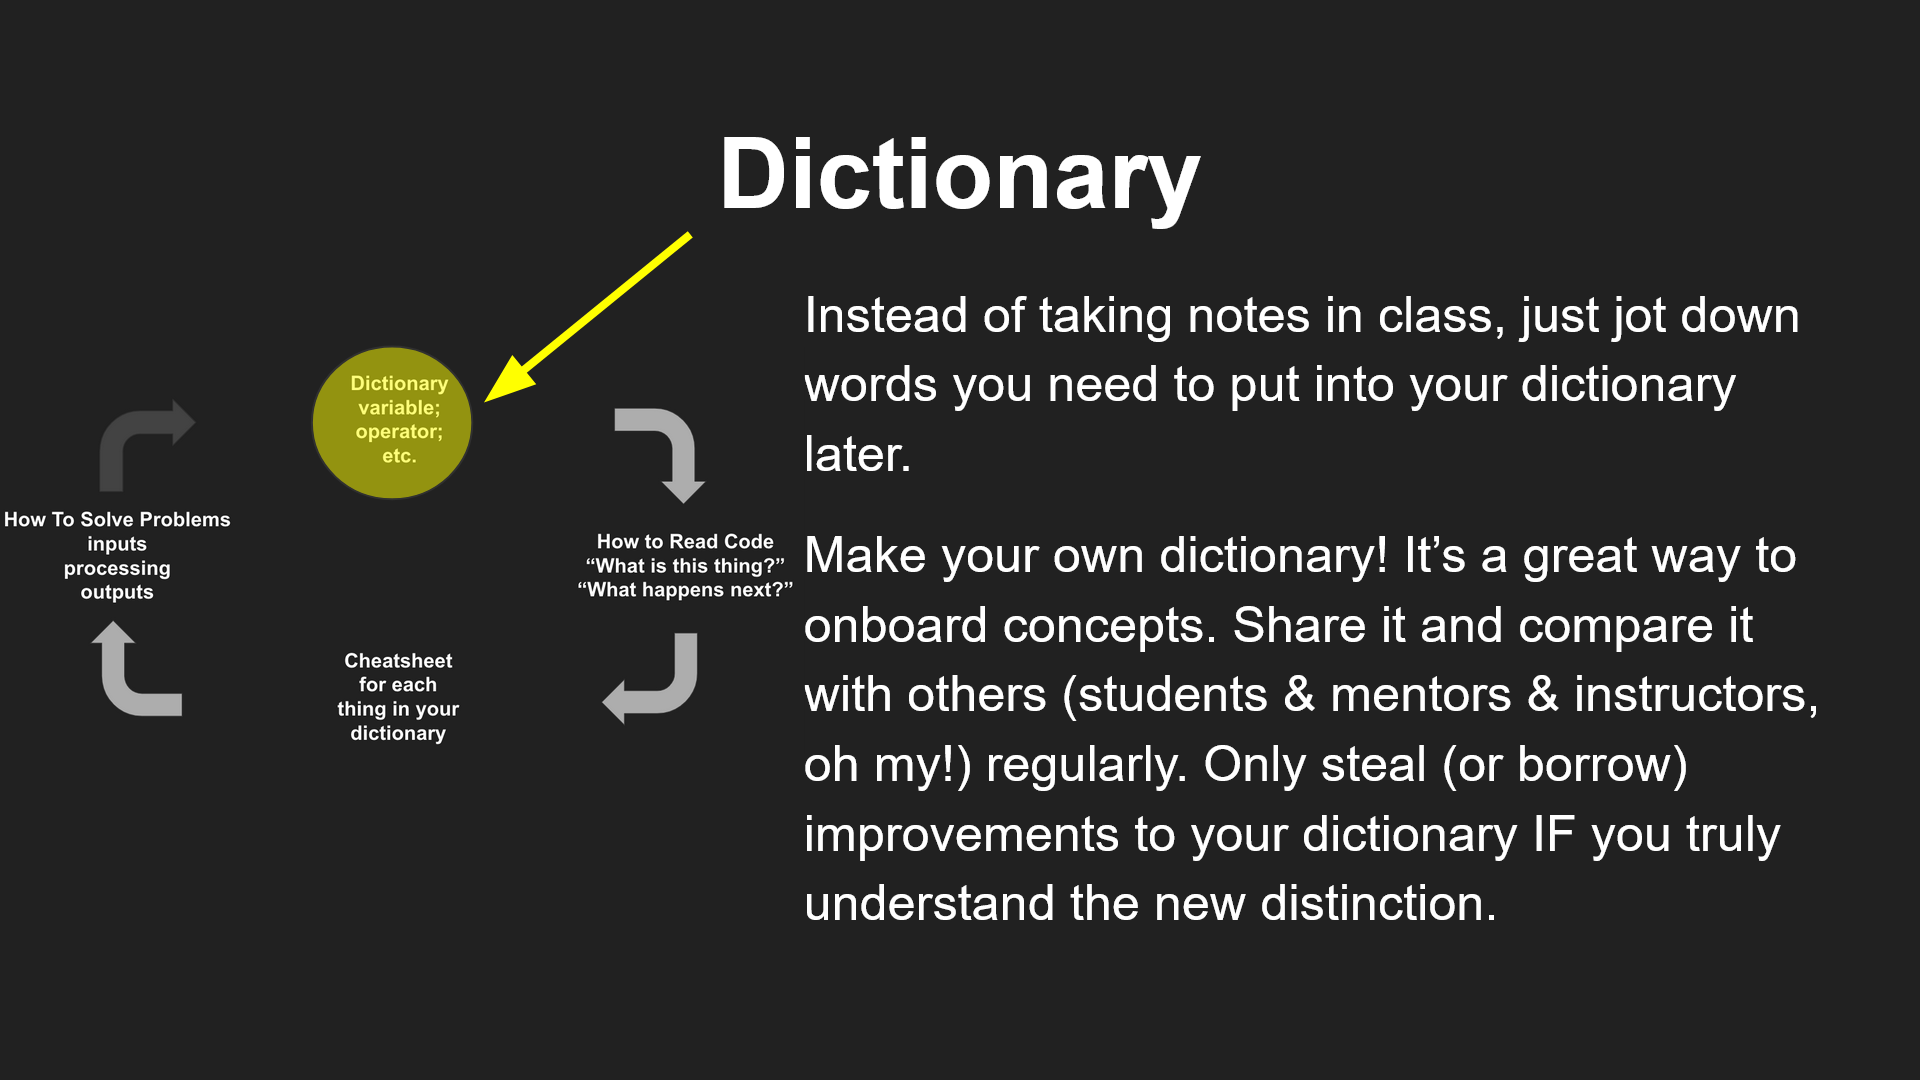 Dictionary
Dictionary
variable;
operator;
etc.
How To Solve Problems
inputs
processing
outputs
How to Read Code
“What is this thing?”
“What happens next?”
Cheatsheet
for each
thing in your
dictionary
Instead of taking notes in class, just jot down
words you need to put into your dictionary
later.
Make your own dictionary! It’s a great way to
onboard concepts. Share it and compare it
with others (students & mentors & instructors,
oh my!) regularly. Only steal (or borrow)
improvements to your dictionary IF you truly
understand the new distinction.